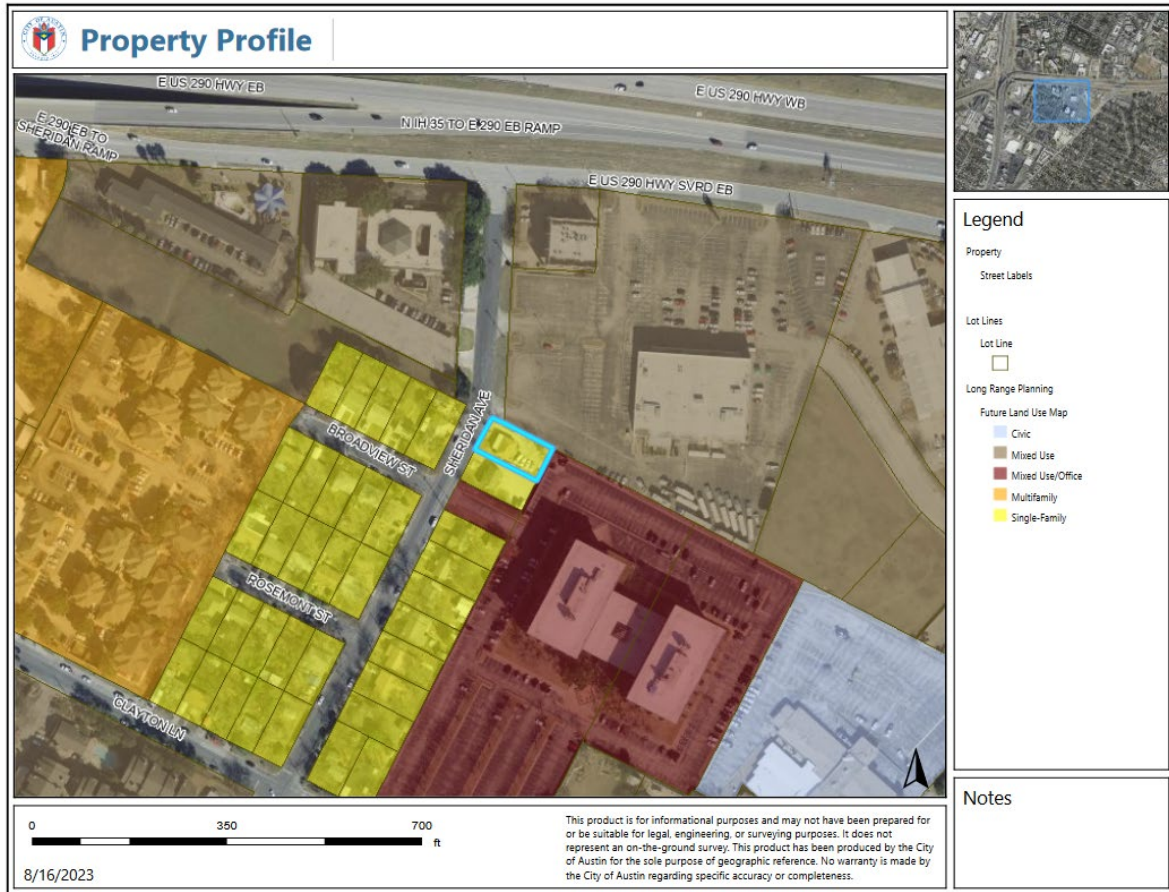 Property Profile
E US 290 HWY EB
E US 290 HWY WB
N IH 35 TO E 290 EB RAMP
E 290 EB TO
SHERIDAN RAMP
E US 290 HWY SVRD EB
SHERIDAN AVE
BROADVIEW ST
ROSEMONT ST
CLAYTON LN
Legend
Property
Street Labels
Lot Lines
Lot Line
Long Range Planning
Future Land Use Map
Civic
Mixed Use
Mixed Use/Office
Multifamily
Single-Family
Notes
0 350 700
ft
8/16/2023
This product is for informational purposes and may not have been prepared for
or be suitable for legal, engineering, or surveying purposes. It does not
represent an on-the-ground survey. This product has been produced by the City
of Austin for the sole purpose of geographic reference. No warranty is made by
the City of Austin regarding specific accuracy or completeness.